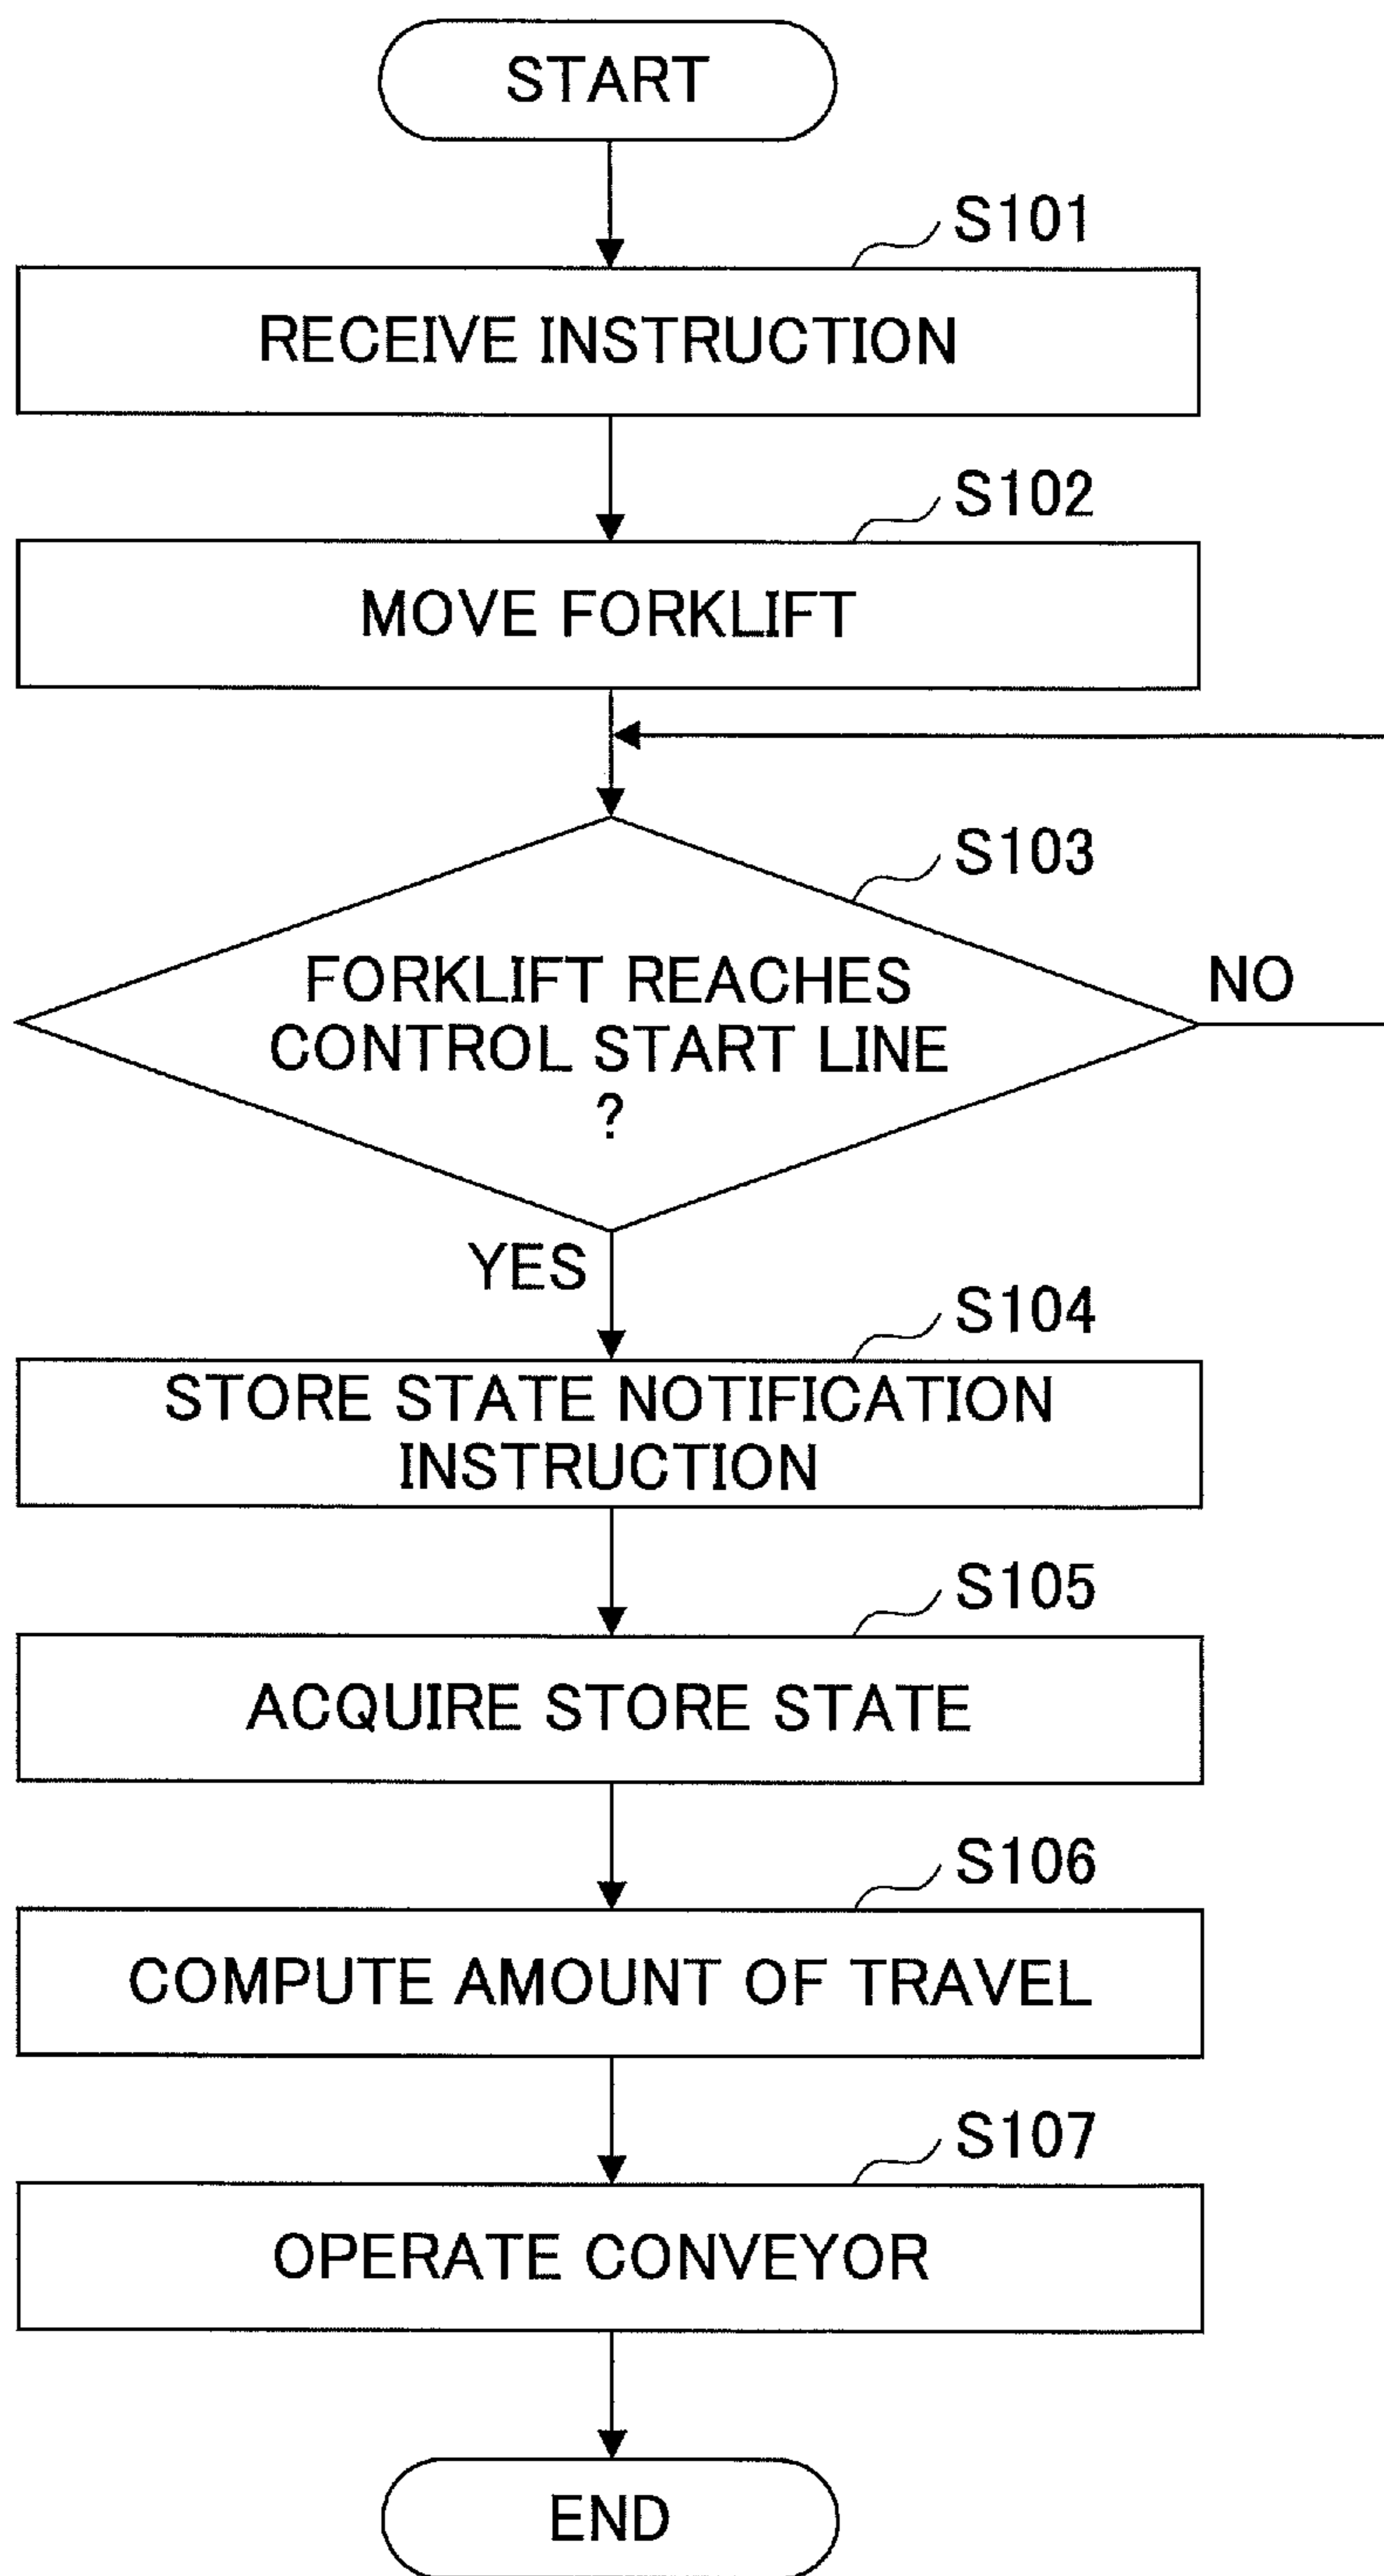 START
S101
RECEIVE INSTRUCTION
S102
MOVE FORKLIFT
S103
FORKLIFT REACHES
CONTROL START LINE
?
NO
YES
S104
STORE STATE NOTIFICATION
INSTRUCTION
S105
ACQUIRE STORE STATE
S106
COMPUTE AMOUNT OF TRAVEL
S107
OPERATE CONVEYOR
END